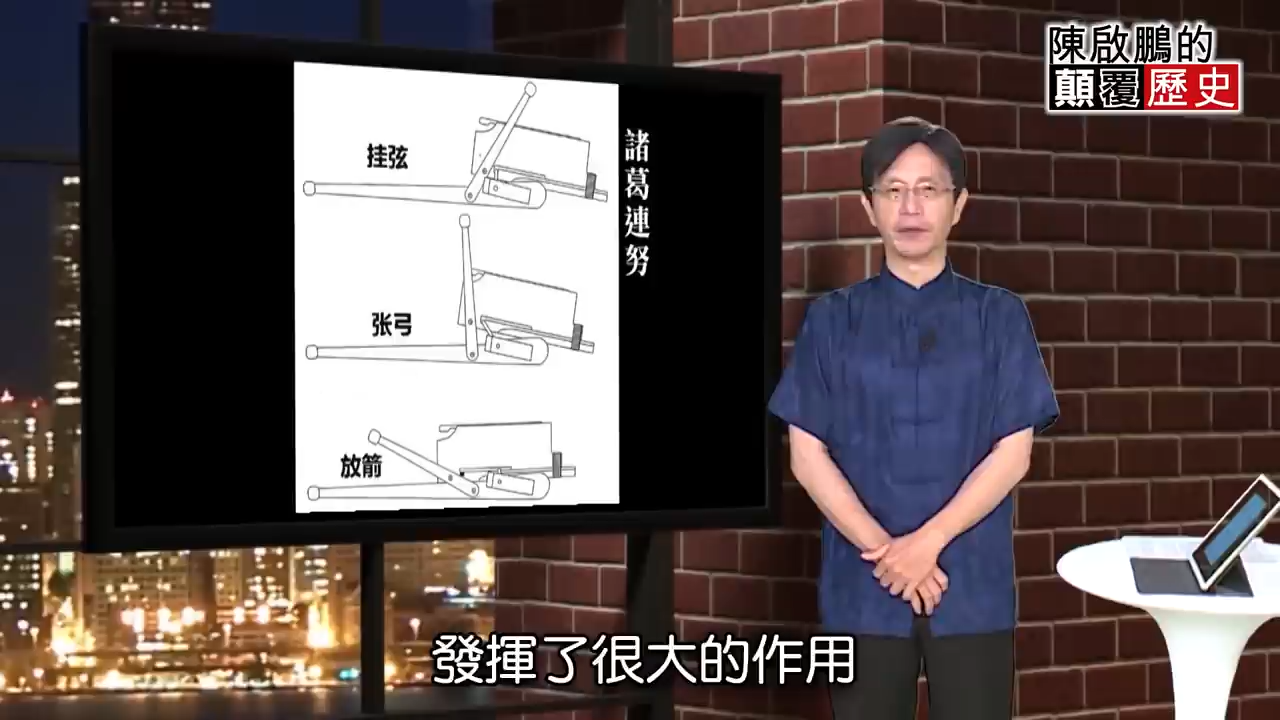 陳啟鵬的
顛覆歷史
諸葛連努
挂弦
张弓
放箭
發揮了很大的作用